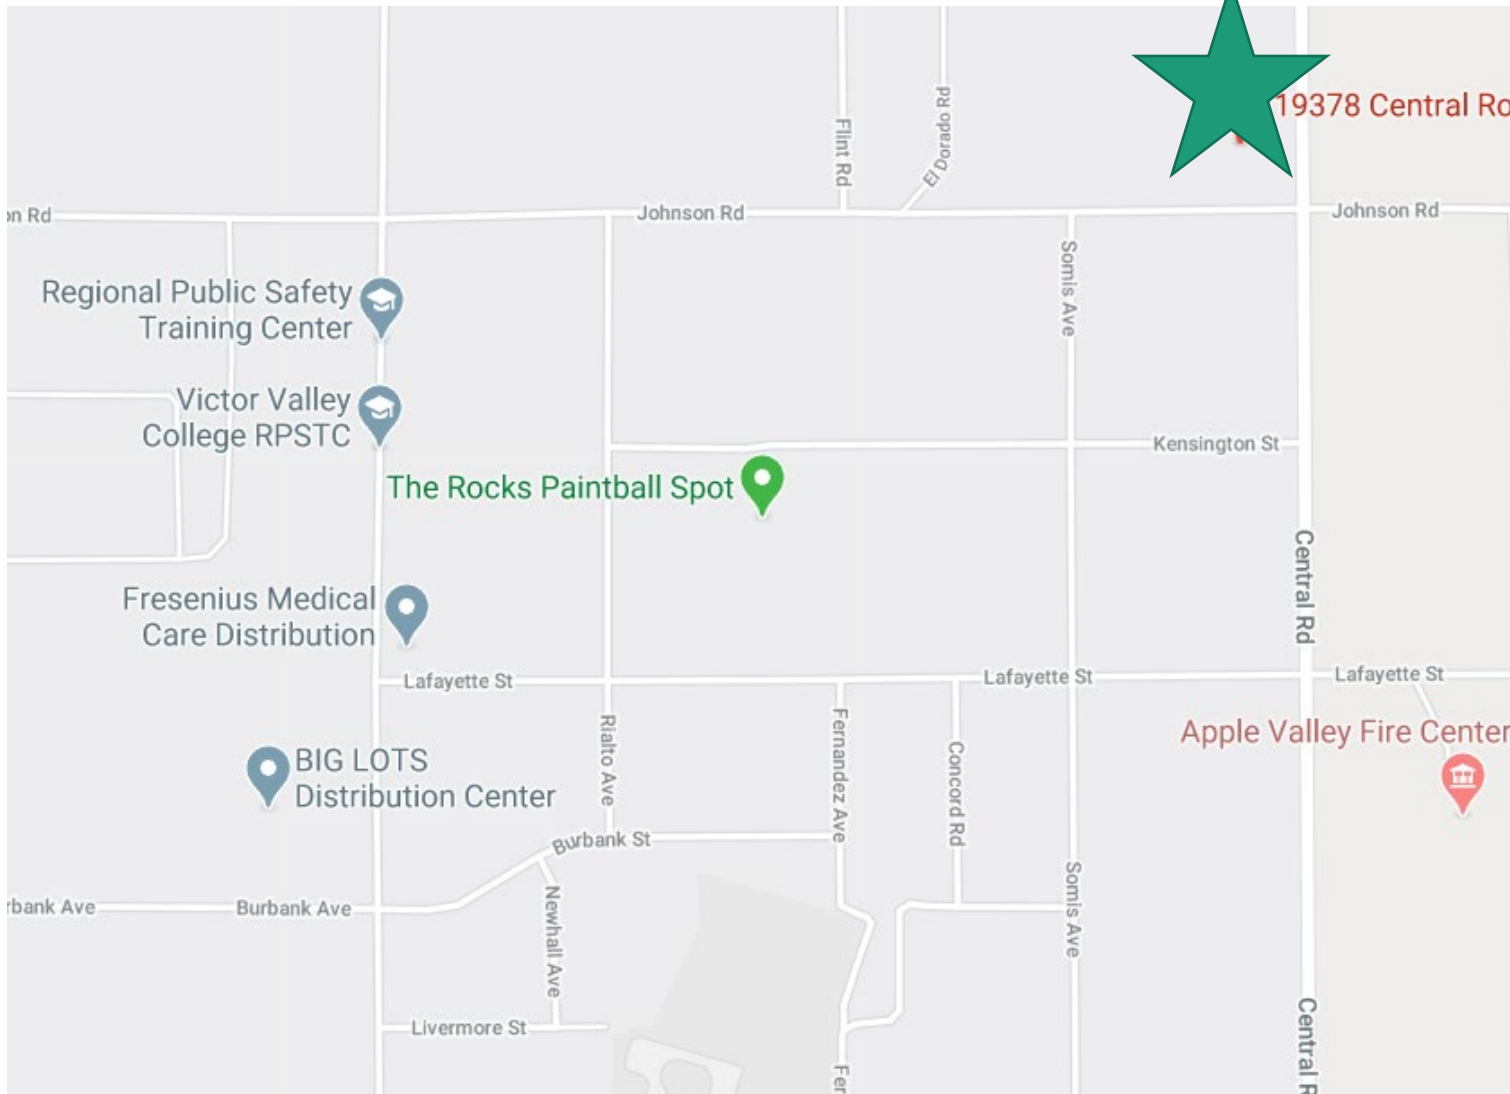 19378 Central Ro
Flint Rd
El Dorado Rd
on Rd
Johnson Rd
Johnson Rd
Somis Ave
Regional Public Safety
Training Center
Victor Valley
College RPSTC
Kensington St
The Rocks Paintball Spot
Central Rd
Fresenius Medical
Care Distribution
Lafayette St
Lafayette St
Lafayette St
Apple Valley Fire Center
Rialto Ave
Fernandez Ave
Concord Rd
BIG LOTS
Distribution Center
Burbank St
Somis Ave
rbank Ave
Burbank Ave
Newhall Ave
Livermore St
Central R
Fer